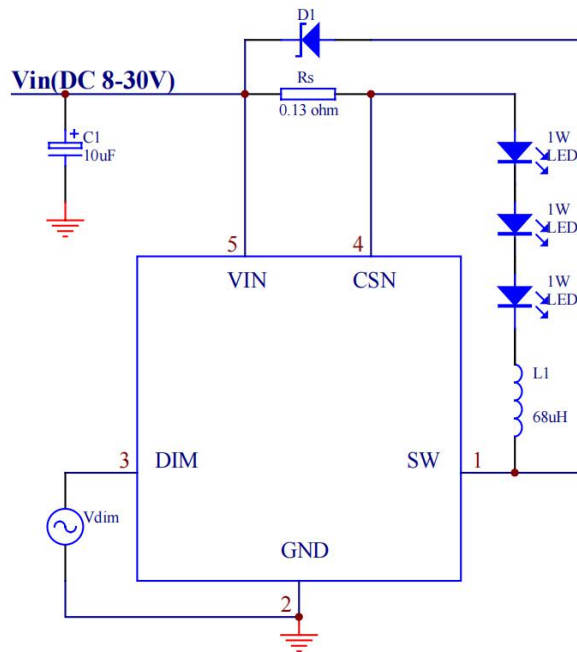 D1
Vin(DC 8-30V)
Rs
0.13 ohm
+
C1
10uF
1W
LED
1W
LED
1W
LED
5
4
VIN
CSN
L1
68uH
3
DIM
SW
1
Vdim
GND
2